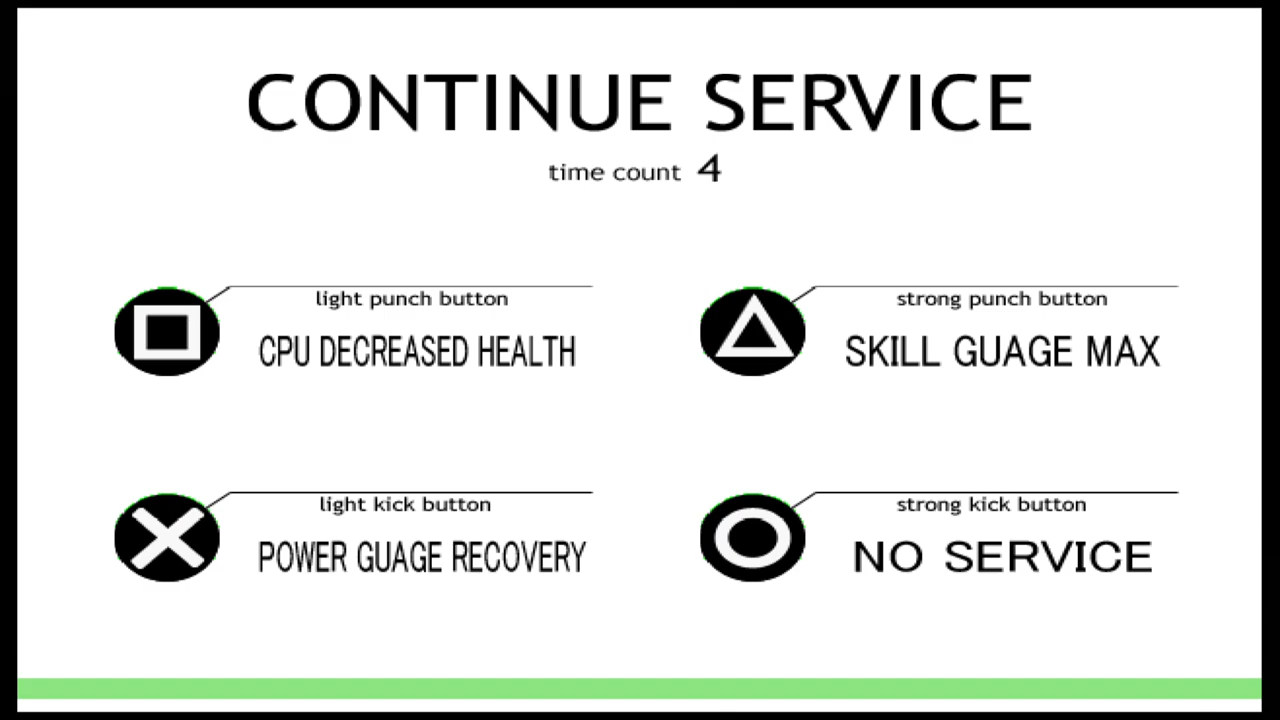 CONTINUE SERVICE
time count 4
light punch button
CPU DECREASED HEALTH
strong punch button
SKILL GUAGE MAX
light kick button
POWER GUAGE RECOVERY
strong kick button
NO SERVICE